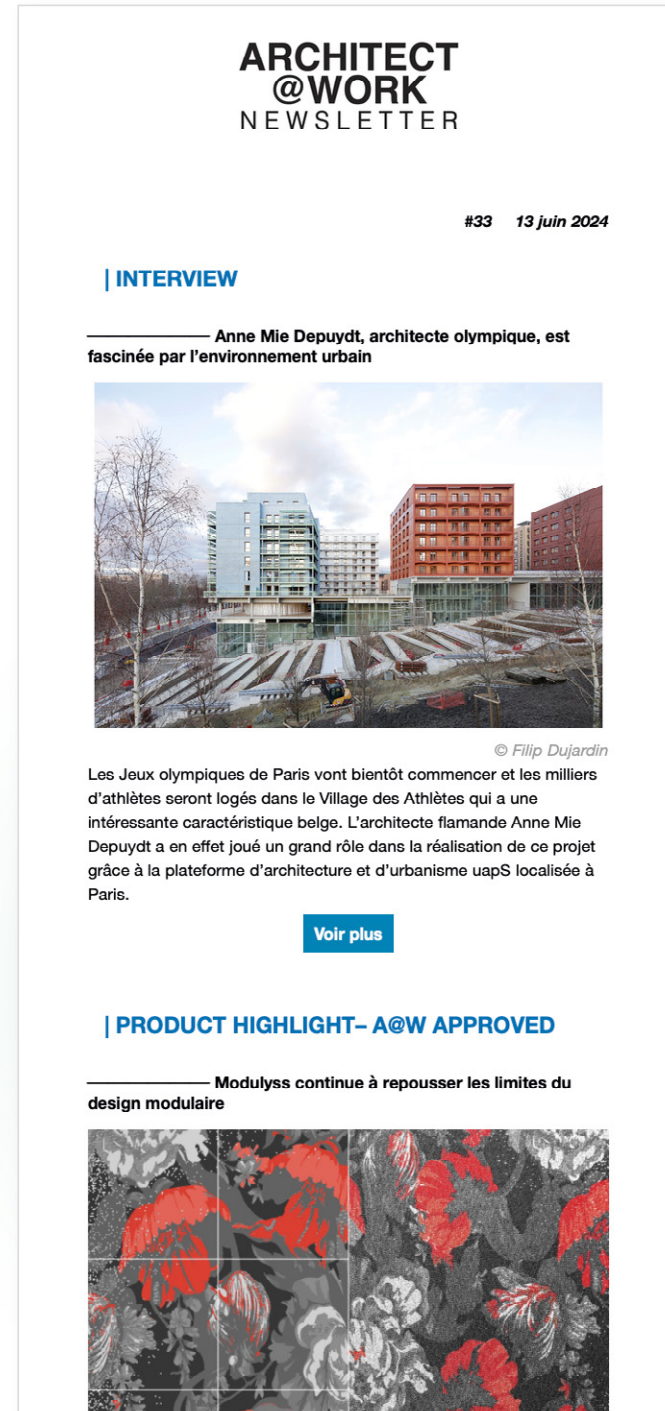 ARCHITECT
@WORK
NEWSLETTER
#33 13 juin 2024
| INTERVIEW
Anne Mie Depuydt, architecte olympique, est
fascinée par l’environnement urbain
© Filip Dujardin
Les Jeux olympiques de Paris vont bientôt commencer et les milliers
d’athlètes seront logés dans le Village des Athlètes qui a une
intéressante caractéristique belge. L’architecte flamande Anne Mie
Depuydt a en effet joué un grand rôle dans la réalisation de ce projet
grâce à la plateforme d’architecture et d’urbanisme uapS localisée à
Paris.
Voir plus
| PRODUCT HIGHLIGHT– A@W APPROVED
Modulyss continue à repousser les limites du
design modulaire